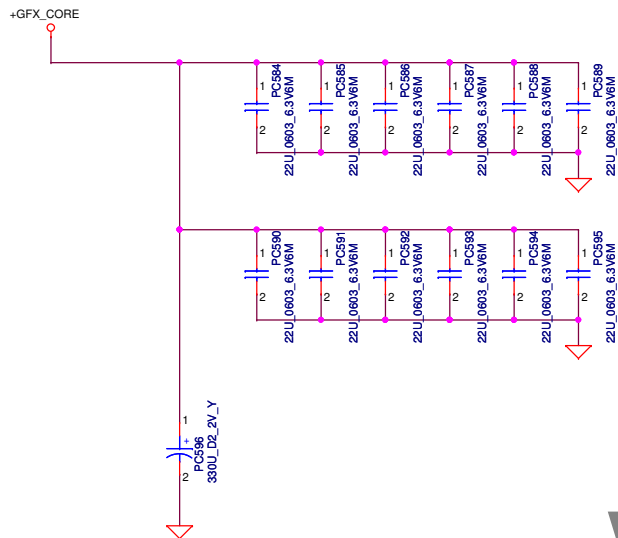 +GFX_CORE
1
PC584
2
22U_0603_6.3V6M
1
PC585
2
22U_0603_6.3V6M
1
PC586
2
22U_0603_6.3V6M
1
PC587
2
22U_0603_6.3V6M
1
PC588
2
22U_0603_6.3V6M
1
PC589
2
22U_0603_6.3V6M
1
PC590
2
22U_0603_6.3V6M
1
PC591
2
22U_0603_6.3V6M
1
PC592
2
22U_0603_6.3V6M
1
PC593
2
22U_0603_6.3V6M
1
PC594
2
22U_0603_6.3V6M
1
PC595
2
22U_0603_6.3V6M
1
+
PC596
330U_D2_2V_Y
2